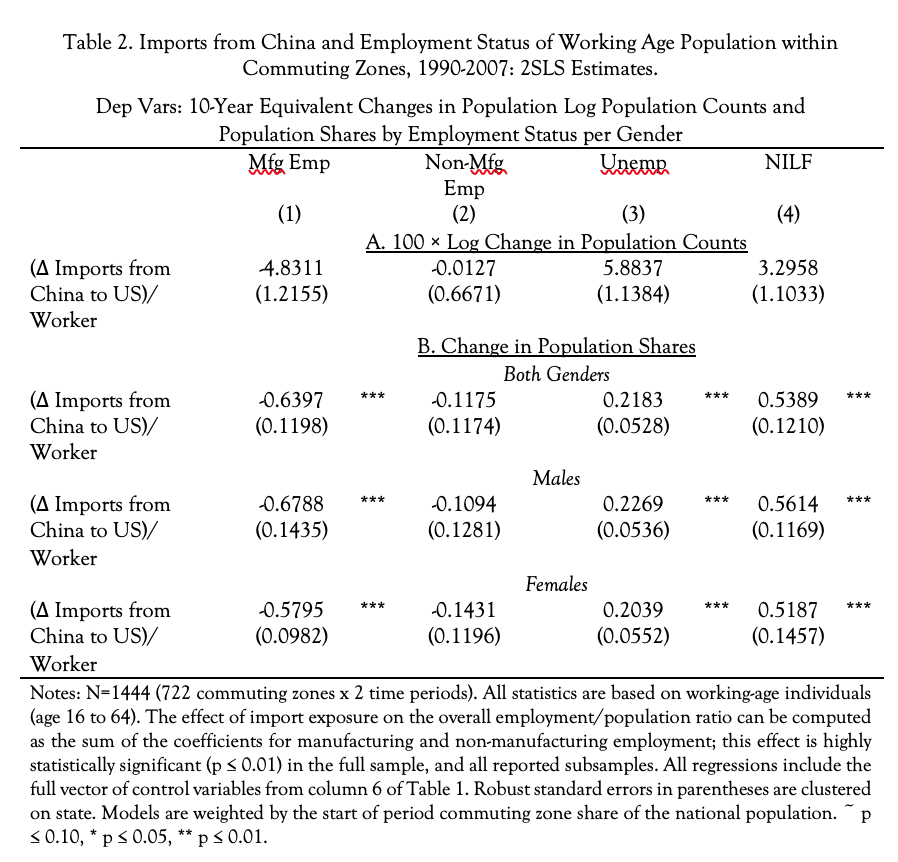 Table 2. Imports from China and Employment Status of Working Age Population within
Commuting Zones, 1990-2007: 2SLS Estimates.
Dep Vars: 10-Year Equivalent Changes in Population Log Population Counts and
Population Shares by Employment Status per Gender
Mfg Emp Non-Mfg Unemp NILF
Emp
(1) (2) (3) (4)
A. 100 × Log Change in Population Counts
(Δ Imports from -4.8311 -0.0127 5.8837 3.2958
China to US)/ (1.2155) (0.6671) (1.1384) (1.1033)
Worker
B. Change in Population Shares
Both Genders
(Δ Imports from -0.6397 *** -0.1175 0.2183 *** 0.5389 ***
China to US)/ (0.1198) (0.1174) (0.0528) (0.1210)
Worker
Males
(Δ Imports from -0.6788 *** -0.1094 0.2269 *** 0.5614 ***
China to US)/ (0.1435) (0.1281) (0.0536) (0.1169)
Worker
Females
(Δ Imports from -0.5795 *** -0.1431 0.2039 *** 0.5187 ***
China to US)/ (0.0982) (0.1196) (0.0552) (0.1457)
Worker
Notes: N=1444 (722 commuting zones x 2 time periods). All statistics are based on working-age individuals
(age 16 to 64). The effect of import exposure on the overall employment/population ratio can be computed
as the sum of the coefficients for manufacturing and non-manufacturing employment; this effect is highly
statistically significant (p ≤ 0.01) in the full sample, and all reported subsamples. All regressions include the
full vector of control variables from column 6 of Table 1. Robust standard errors in parentheses are clustered
on state. Models are weighted by the start of period commuting zone share of the national population. ~ p
≤ 0.10, * p ≤ 0.05, ** p ≤ 0.01.